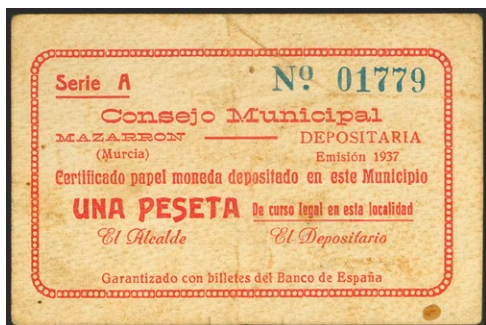 Serie A Nº 01779
Consejo Municipal
MAZARRON DEPOSITARIA
(Murcia) Emisión 1937
Certificado papel moneda depositado en este Municipio
UNA PESETA De curso legal en esta localidad
El Alcalde El Depositario
Garantizado con billetes del Banco de España